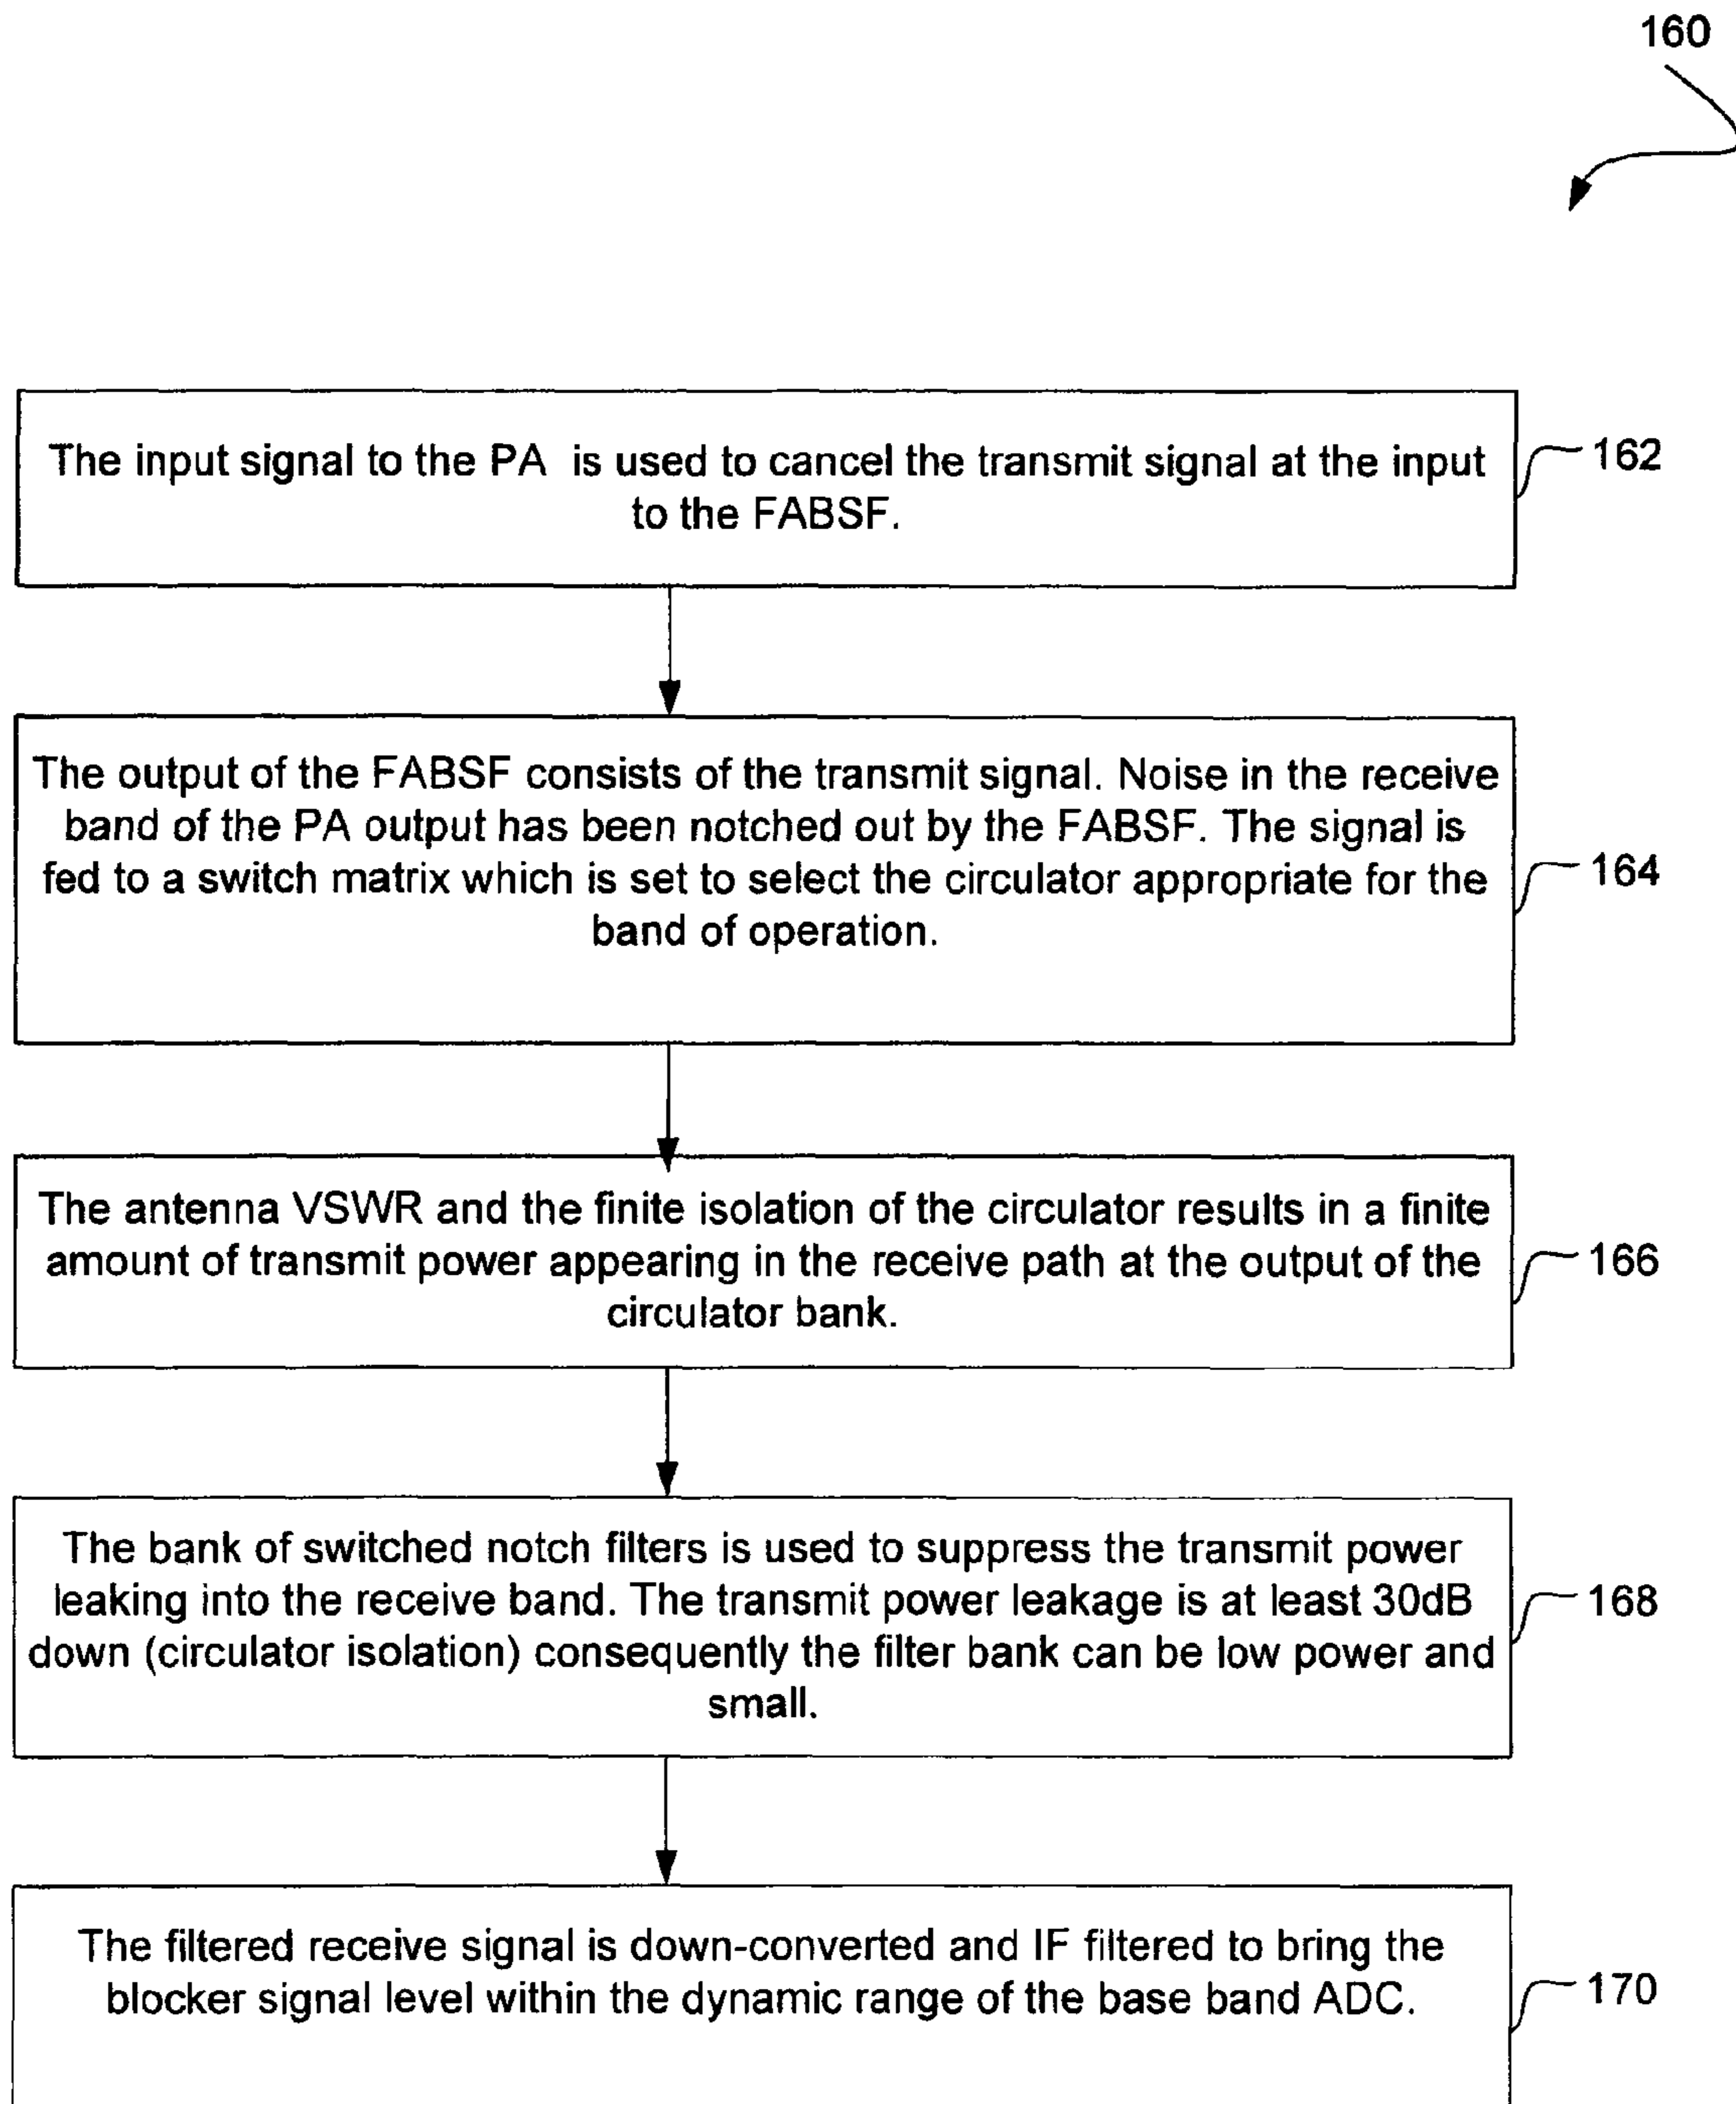 160
The input signal to the PA is used to cancel the transmit signal at the input
to the FABSF.
162
The output of the FABSF consists of the transmit signal. Noise in the receive
band of the PA output has been notched out by the FABSF. The signal is
fed to a switch matrix which is set to select the circulator appropriate for the
band of operation.
164
The antenna VSWR and the finite isolation of the circulator results in a finite
amount of transmit power appearing in the receive path at the output of the
circulator bank.
166
The bank of switched notch filters is used to suppress the transmit power
leaking into the receive band. The transmit power leakage is at least 30dB
down (circulator isolation) consequently the filter bank can be low power and
small.
168
The filtered receive signal is down-converted and IF filtered to bring the
blocker signal level within the dynamic range of the base band ADC.
170